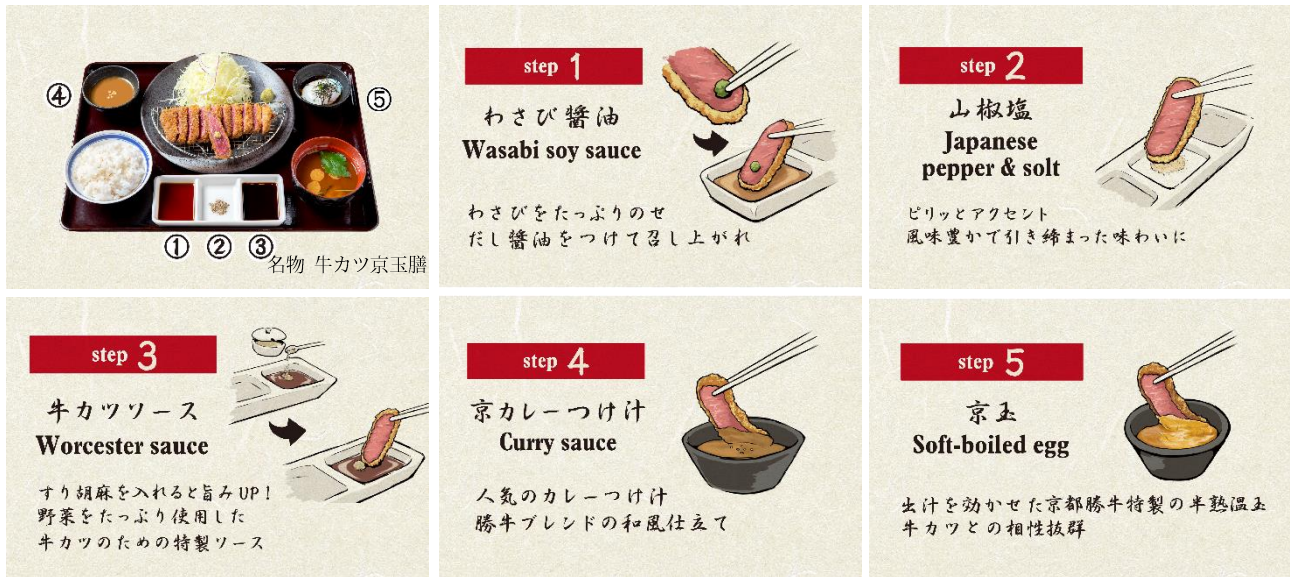 ④
⑤
① ② ③
名物 牛カツ京玉膳
step 1
わさび醤油
Wasabi soy sauce
わさびをたっぷりのせ
だし醤油をつけて召し上がれ
step 2
山椒塩
Japanese
pepper & solt
ピリッとアクセント
風味豊かで引き締まった味わいに
step 3
牛カツソース
Worcester sauce
すり胡麻を入れると旨みUP!
野菜をたっぷり使用した
牛カツのための特製ソース
step 4
京カレーつけ汁
Curry sauce
人気のカレーつけ汁
勝牛ブレンドの和風仕立て
step 5
京玉
Soft-boiled egg
出汁を効かせた京都勝牛特製の半熟温玉
牛カツとの相性抜群